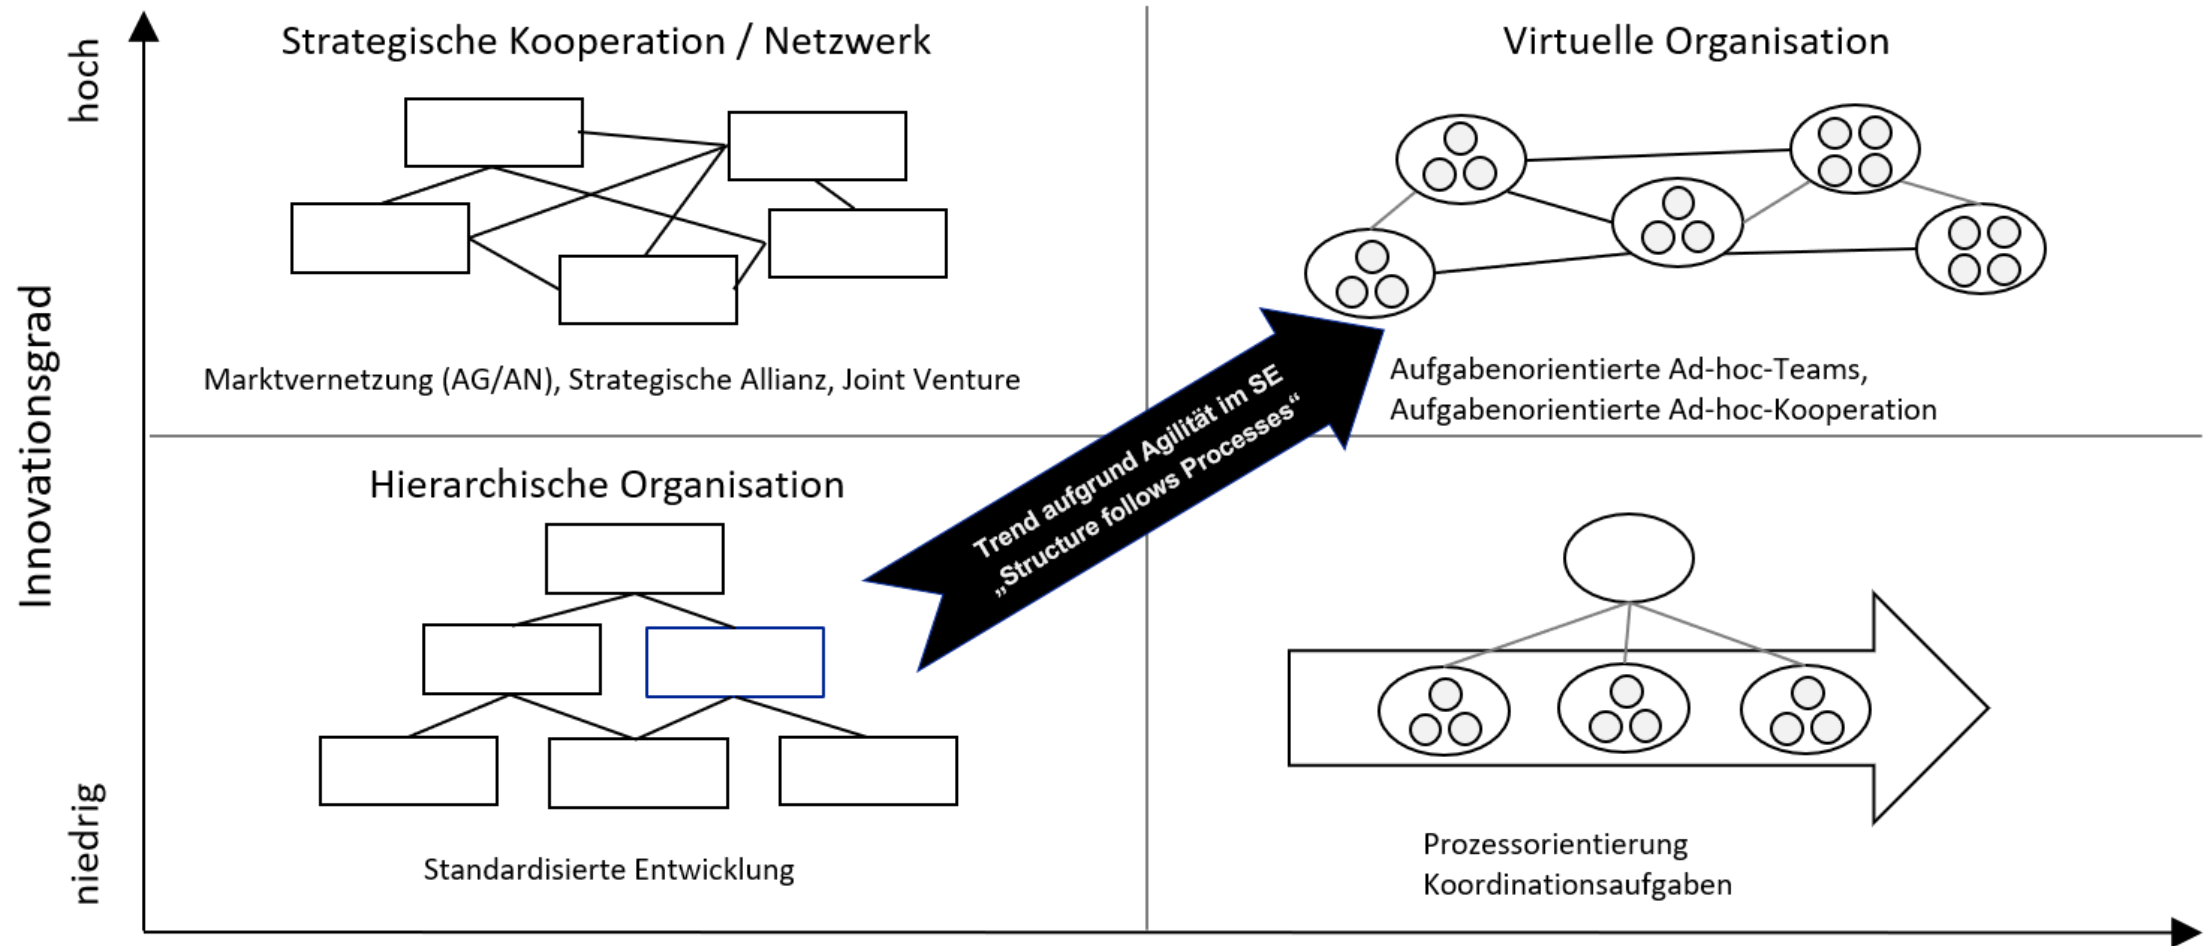 Strategische Kooperation / Netzwerk
Virtuelle Organisation
hoch
Innovationsgrad
niedrig
Marktvernetzung (AG/AN), Strategische Allianz, Joint Venture
Aufgabenorientierte Ad-hoc-Teams,
Aufgabenorientierte Ad-hoc-Kooperation
Trend aufgrund Agilität im SE
„Structure follows Processes“
Hierarchische Organisation
Standardisierte Entwicklung
Prozessorientierung
Koordinationsaufgaben